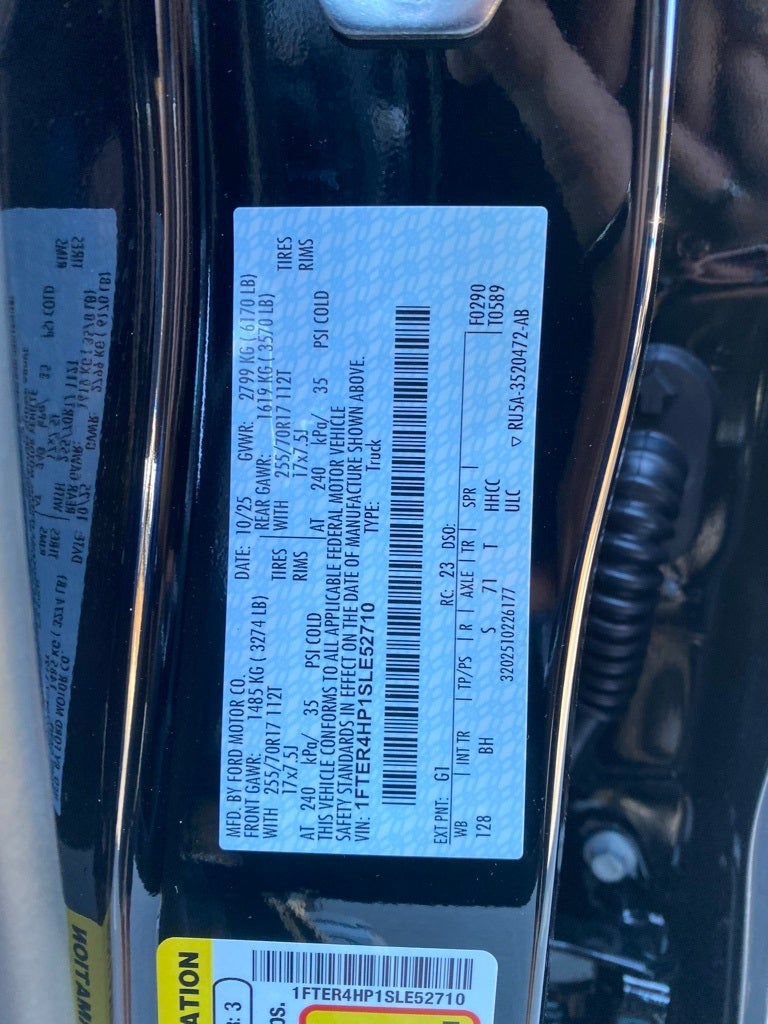 MFD. BY FORD MOTOR CO. DATE: 10/25 GVWR: 2799 KG ( 6170 LB)
FRONT GAWR: 1485 KG ( 3274 LB) REAR GAWR: 1619 KG ( 3570 LB)
WITH 255/70R17 112T TIRES WITH 255/70R17 112T TIRES
17x7.5J RIMS 17x7.5J RIMS
AT 240 kPa/ 35 PSI COLD AT 240 kPa/ 35 PSI COLD
THIS VEHICLE CONFORMS TO ALL APPLICABLE FEDERAL MOTOR VEHICLE
SAFETY STANDARDS IN EFFECT ON THE DATE OF MANUFACTURE SHOWN ABOVE.
VIN: 1FTER4HP1SLE52710 TYPE: Truck
EXT PNT: G1 RC: 23 DSO: F0290
WB INT TR TP/PS R AXLE TR SPR T0589
128 BH S 71 T HHCC
3202510226177 ULC ▽ RU5A-3520472-AB
1FTER4HP1SLE52710